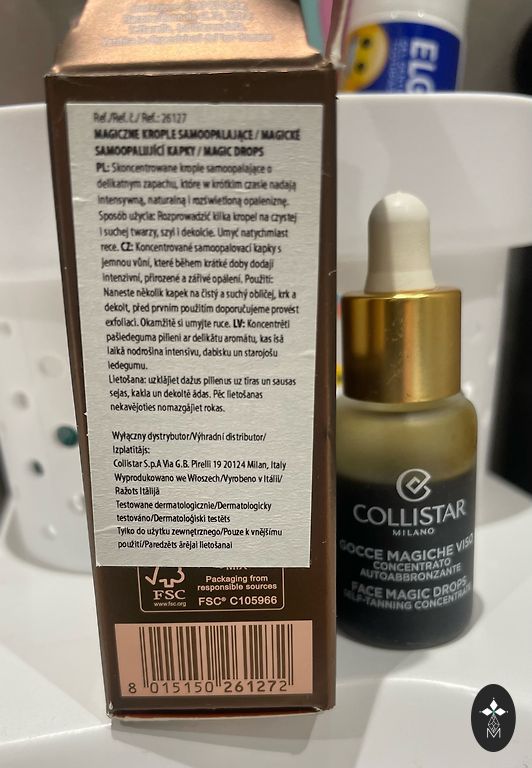 Ref./Ref. č./ Ref.: 26127
MAGICZNE KROPLE SAMOOPALAJĄCE / MAGICKÉ
SAMOOPALUJÍCÍ KAPKY / MAGIC DROPS
PL: Skoncentrowane krople samoopalające o
delikatnym zapachu, które w krótkim czasie nadają
intensywną, naturalną i rozświetloną opaleniznę.
Sposób użycia: Rozprowadzić kilka kropel na czystej
i suchej twarzy, szyi i dekolcie. Umyć natychmiast
ręce. CZ: Koncentrované samoopalovací kapky s
jemnou vůní, které během krátké doby dodají
intenzivní, přirozené a zářivé opálení. Použití:
Naneste několik kapek na čistý a suchý obličej, krk a
dekolt, před prvním použitím doporučujeme provést
exfoliaci. Okamžitě si umyjte ruce. LV: Koncentrēti
pašiedeguma pilieni ar delikātu aromātu, kas īsā
laikā nodrošina intensīvu, dabisku un starojošu
iedegumu.
Lietošana: uzklājiet dažus pilienus uz tīras un sausas
sejas, kakla un dekoltē ādas. Pēc lietošanas
nekavējoties nomazgājiet rokas.
Wyłączny dystrybutor/Výhradní distributor/
Izplatītājs:
Collistar S.p.A Via G.B. Pirelli 19 20124 Milan, Italy
Wyprodukowano we Włoszech/Vyrobeno v Itálii/
Ražots Itālijā
Testowane dermatologicznie/Dermatologicky
testováno/Dermatoloģiski testēts
Tylko do użytku zewnętrznego/Pouze k vnějšímu
použití/Paredzēts ārējai lietošanai
MIX
Packaging from
responsible sources
FSC
www.fsc.org
FSC® C105966
8 015150 261272
ELO
COLLISTAR
MILANO
GOCCE MAGICHE VISO
CONCENTRATO
AUTOABBRONZANTE
FACE MAGIC DROPS
SELF-TANNING CONCENTRATE
M